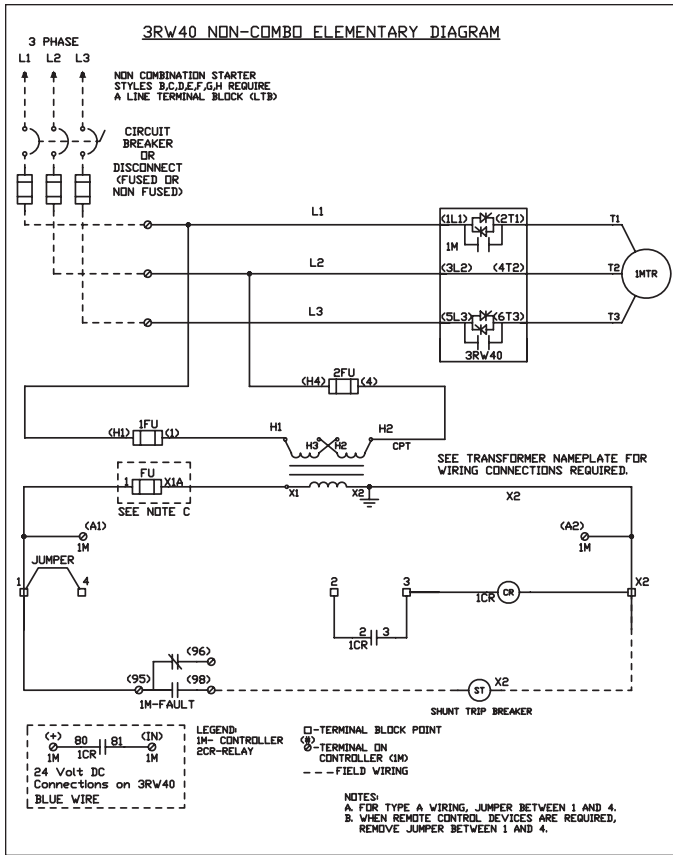 3RW40 NON-COMBO ELEMENTARY DIAGRAM
3 PHASE
L1 L2 L3
NON COMBINATION STARTER
STYLES B,C,D,E,F,G,H REQUIRE
A LINE TERMINAL BLOCK (LTB)
CIRCUIT
BREAKER
OR
DISCONNECT
(FUSED OR
NON FUSED)
L1
(1L1) (2T1)
T1
1M
L2
(3L2) (4T2)
T2
1MTR
L3
(5L3) (6T3)
T3
3RW40
2FU
(H4) (4)
1FU
(H1) (1)
H1 H3 H2 H2
CPT
SEE TRANSFORMER NAMEPLATE FOR
WIRING CONNECTIONS REQUIRED.
FU
1 X1A
X1 X2
X2
SEE NOTE C
(A1)
1M
(A2)
1M
JUMPER
1 4
2 3
1CR CR
X2
2 3
1CR
(96)
(95) (98)
1M-FAULT
ST X2
SHUNT TRIP BREAKER
(+) 80 81 (IN)
1M 1CR 1M
24 Volt DC
Connections on 3RW40
BLUE WIRE
LEGEND:
1M- CONTROLLER
2CR-RELAY
-TERMINAL BLOCK POINT
(#)
-TERMINAL ON
CONTROLLER (1M)
----FIELD WIRING
NOTES:
A. FOR TYPE A WIRING, JUMPER BETWEEN 1 AND 4.
B. WHEN REMOTE CONTROL DEVICES ARE REQUIRED,
REMOVE JUMPER BETWEEN 1 AND 4.